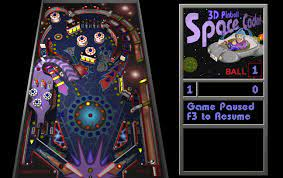 3D Pinball
Space Cadet
BALL 1
1 0
Game Paused
F3 to Resume